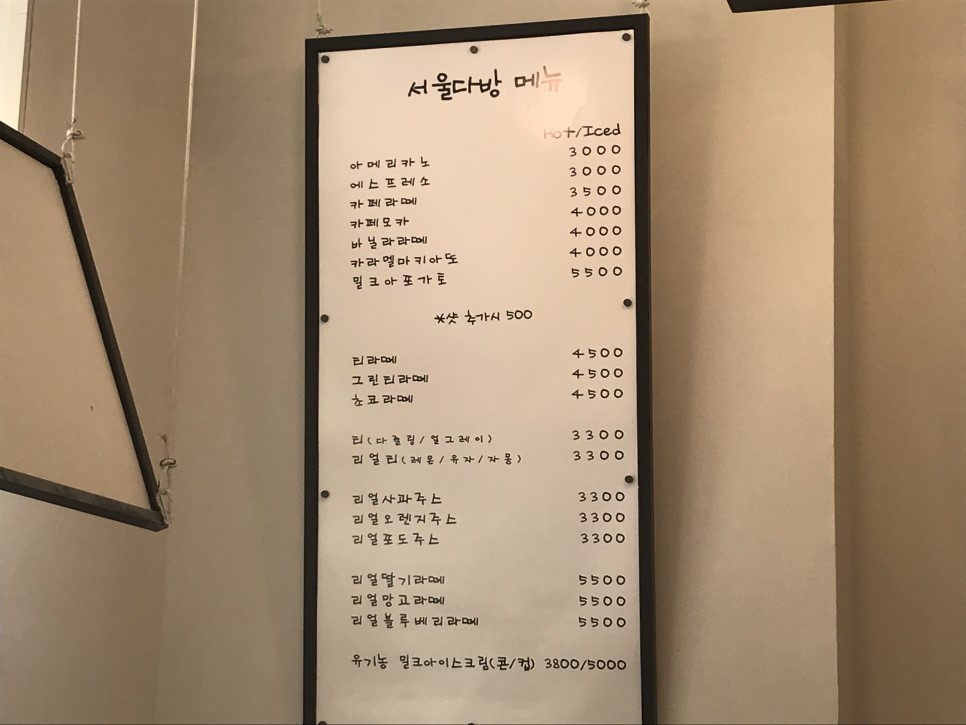 서울다방 메뉴
Hot/Iced
아메리카노 3000
에스프레소 3000
카페라떼 3500
카페모카 4000
바닐라라떼 4000
카라멜마키아또 4000
밀크아포가토 5500
*샷 추가시 500
티라떼 4500
그린티라떼 4500
초코라떼 4500
티(다즐링/얼그레이) 3300
리얼티(레몬/유자/자몽) 3300
리얼사과주스 3300
리얼오렌지주스 3300
리얼포도주스 3300
리얼딸기라떼 5500
리얼망고라떼 5500
리얼블루베리라떼 5500
유기농 밀크아이스크림(콘/컵) 3800/5000